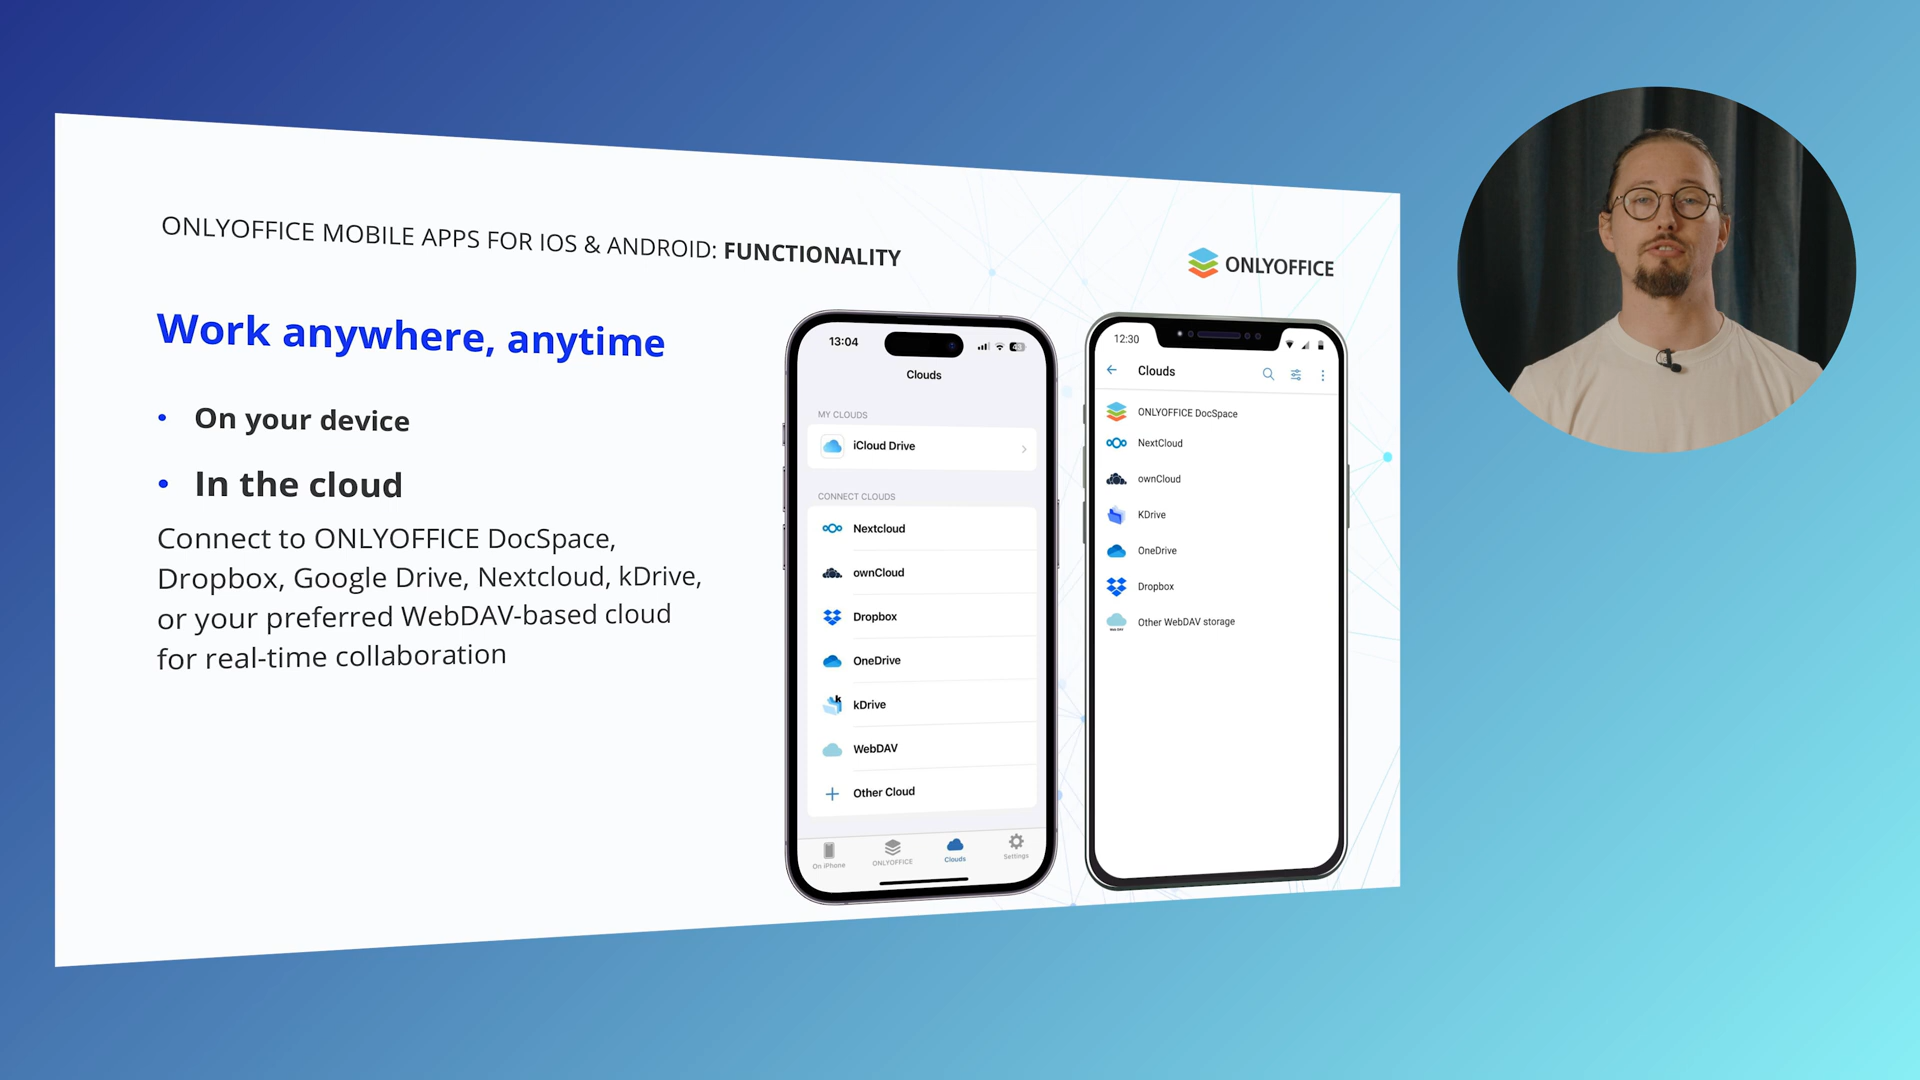 ONLYOFFICE MOBILE APPS FOR IOS & ANDROID: FUNCTIONALITY
ONLYOFFICE
Work anywhere, anytime
• On your device
• In the cloud
Connect to ONLYOFFICE DocSpace,
Dropbox, Google Drive, Nextcloud, kDrive,
or your preferred WebDAV-based cloud
for real-time collaboration
13:04
Clouds
MY CLOUDS
iCloud Drive
CONNECT CLOUDS
Nextcloud
ownCloud
Dropbox
OneDrive
kDrive
WebDAV
Other Cloud
On iPhone
ONLYOFFICE
Clouds
Settings
12:30
Clouds
ONLYOFFICE DocSpace
NextCloud
ownCloud
KDrive
OneDrive
Dropbox
Other WebDAV storage